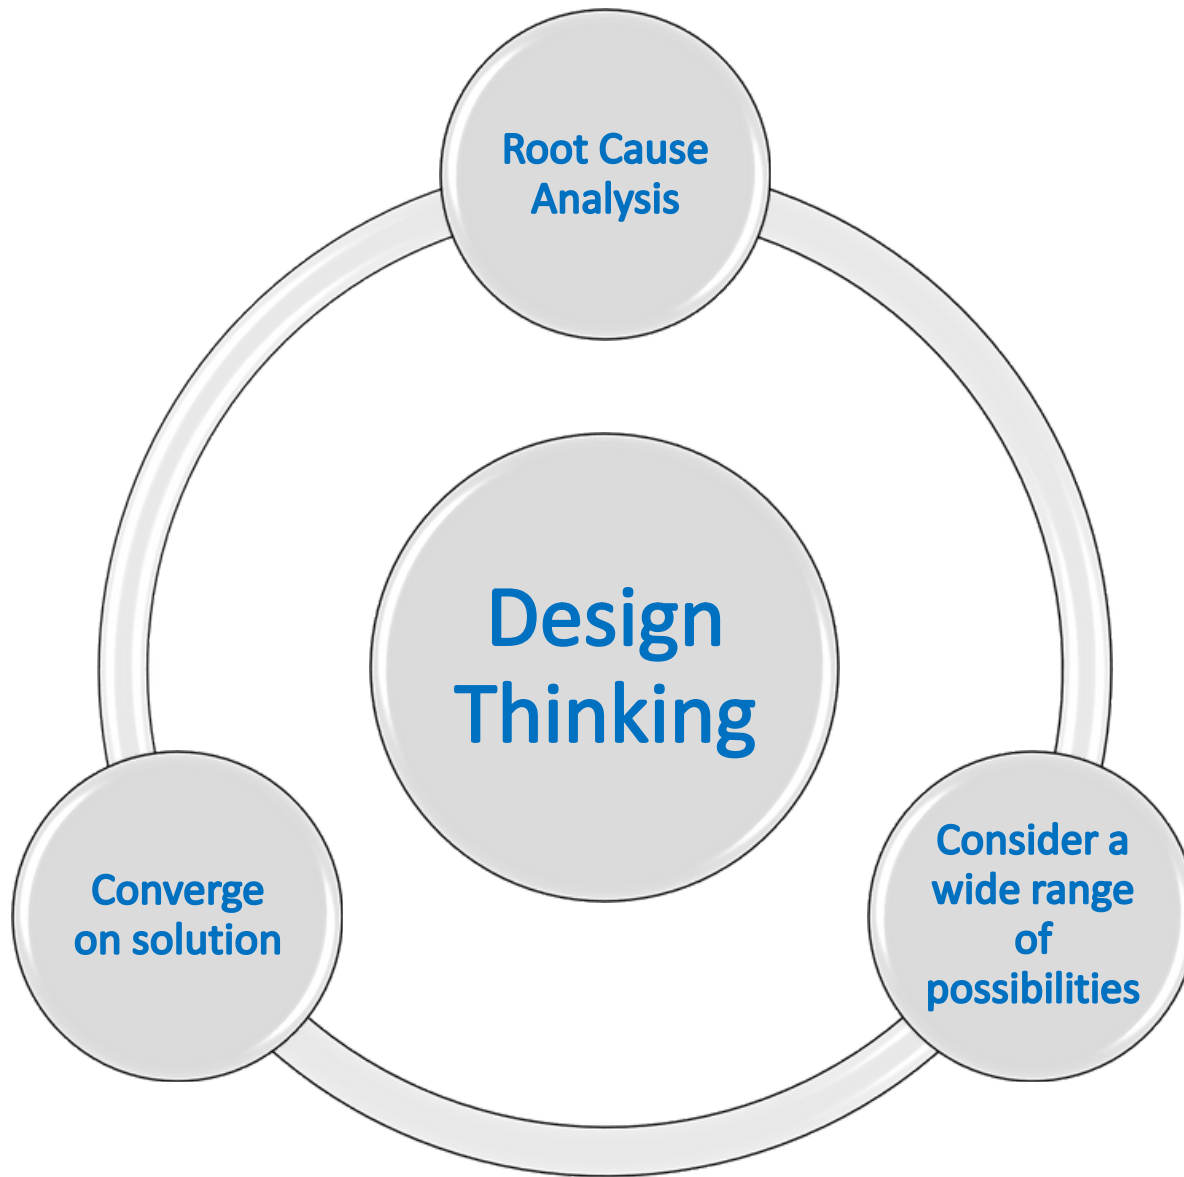 Root Cause
Analysis
Design
Thinking
Consider a
wide range
of
possibilities
Converge
on solution